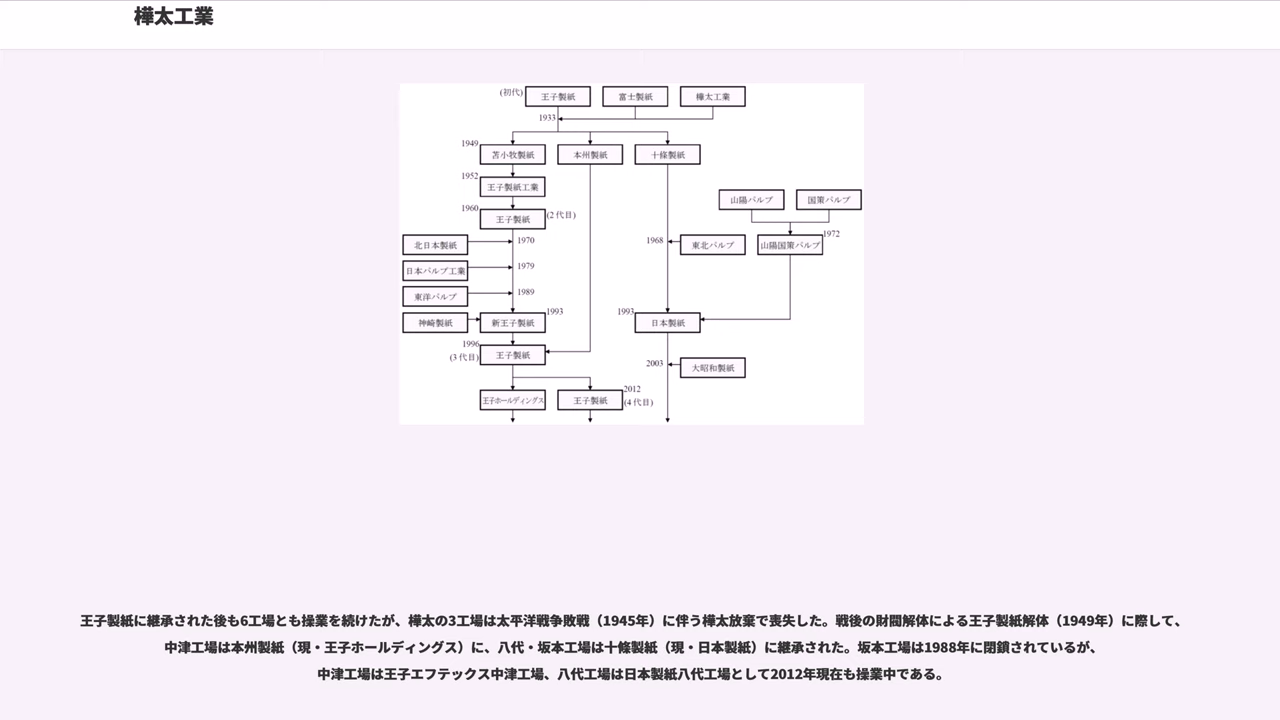 樺太工業
(初代)
王子製紙
富士製紙
樺太工業
1933
1949
苫小牧製紙
本州製紙
十條製紙
1952
王子製紙工業
1960
王子製紙
(2代目)
山陽パルプ
国策パルプ
北日本製紙
1970
1968
東北パルプ
山陽国策パルプ
1972
日本パルプ工業
1979
東洋パルプ
1989
神崎製紙
新王子製紙
1993
1993
日本製紙
1996
(3代目)
王子製紙
2003
大昭和製紙
王子ホールディングス
王子製紙
2012
(4代目)
王子製紙に継承された後も6工場とも操業を続けたが、樺太の3工場は太平洋戦争敗戦（1945年）に伴う樺太放棄で喪失した。戦後の財閥解体による王子製紙解体（1949年）に際して、
中津工場は本州製紙（現・王子ホールディングス）に、八代・坂本工場は十條製紙（現・日本製紙）に継承された。坂本工場は1988年に閉鎖されているが、
中津工場は王子エフテックス中津工場、八代工場は日本製紙八代工場として2012年現在も操業中である。